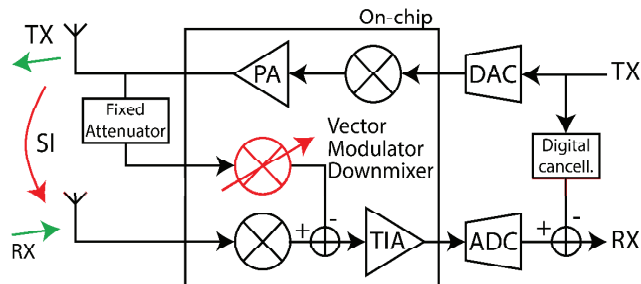 On-chip
TX
PA
DAC
TX
Fixed
Attenuator
SI
Vector
Modulator
Downmixer
Digital
cancell.
RX
+
-
TIA
ADC
+
-
RX